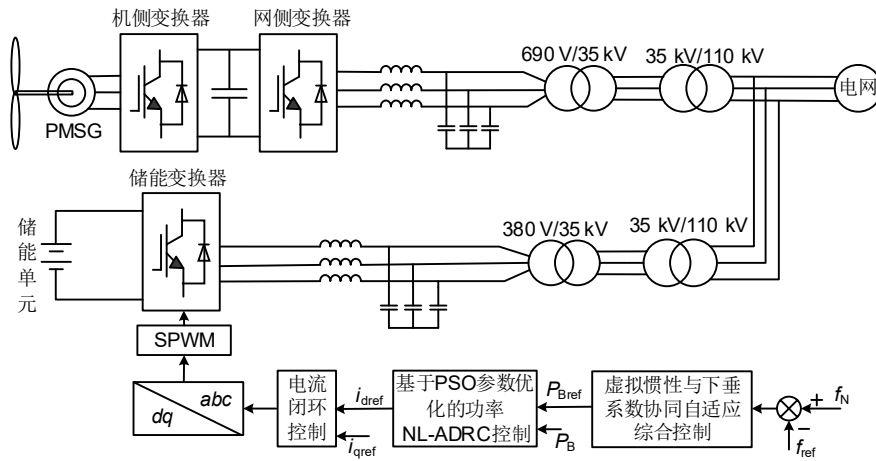 机侧变换器
网侧变换器
690 V/35 kV
35 kV/110 kV
PMSG
电网
储能变换器
储能单元
380 V/35 kV
35 kV/110 kV
SPWM
abc
dq
电流
闭环
控制
idref
iqref
基于PSO参数优
化的功率
NL-ADRC控制
PBref
PB
虚拟惯性与下垂
系数协同自适应
综合控制
+
fN
−
fref